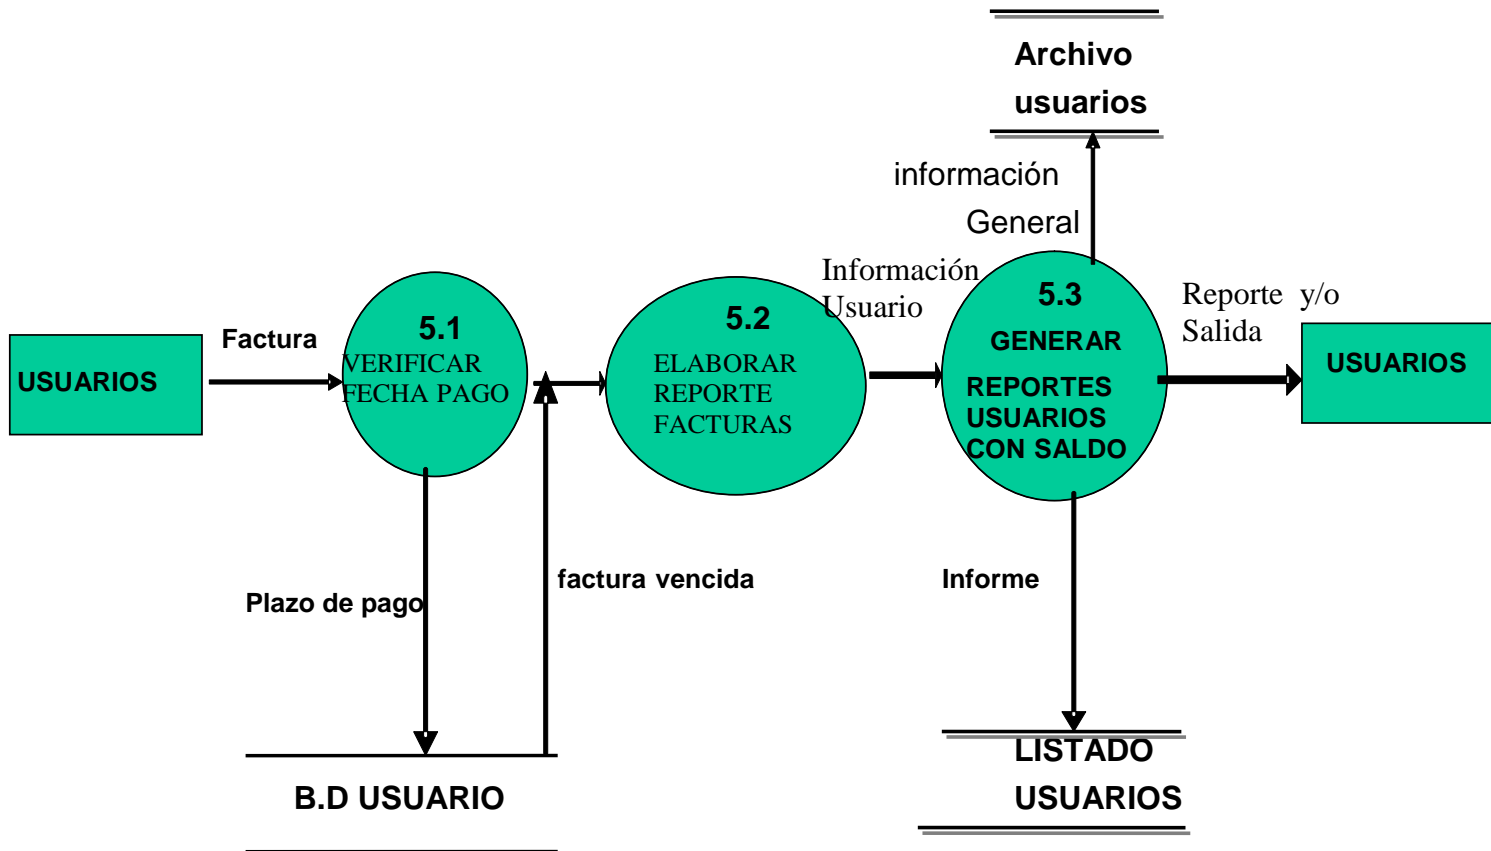 Archivo
usuarios
información
General
USUARIOS
Factura
5.1
VERIFICAR
FECHA PAGO
5.2
ELABORAR
REPORTE
FACTURAS
Información
Usuario
5.3
GENERAR
REPORTES
USUARIOS
CON SALDO
Reporte y/o
Salida
USUARIOS
Plazo de pago
factura vencida
Informe
B.D USUARIO
LISTADO
USUARIOS